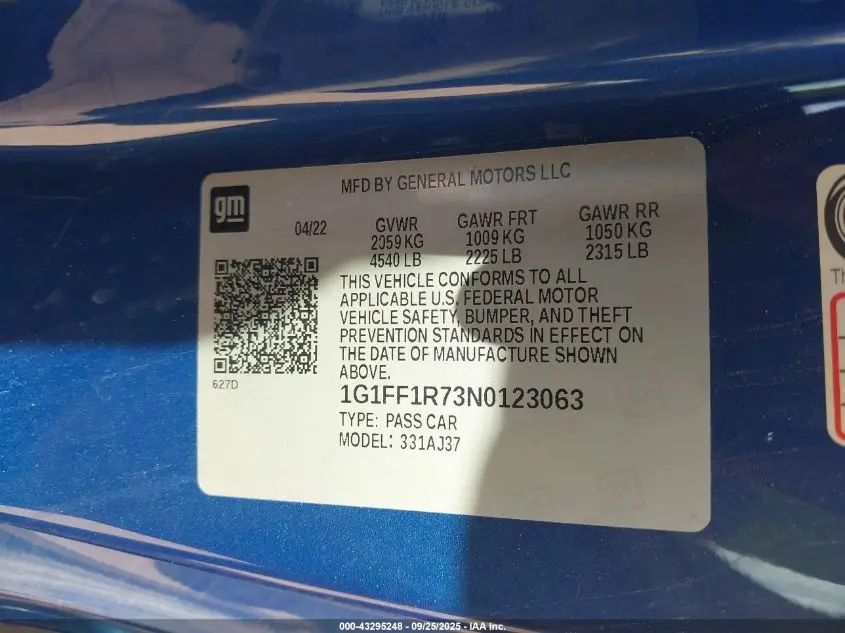 gm
MFD BY GENERAL MOTORS LLC
04/22
GVWR
2059 KG
4540 LB
GAWR FRT
1009 KG
2225 LB
GAWR RR
1050 KG
2315 LB
THIS VEHICLE CONFORMS TO ALL
APPLICABLE U.S. FEDERAL MOTOR
VEHICLE SAFETY, BUMPER, AND THEFT
PREVENTION STANDARDS IN EFFECT ON
THE DATE OF MANUFACTURE SHOWN
ABOVE.
627D
1G1FF1R73N0123063
TYPE: PASS CAR
MODEL: 331AJ37
Th
000-43295248 - 09/25/2025 - IAA Inc.